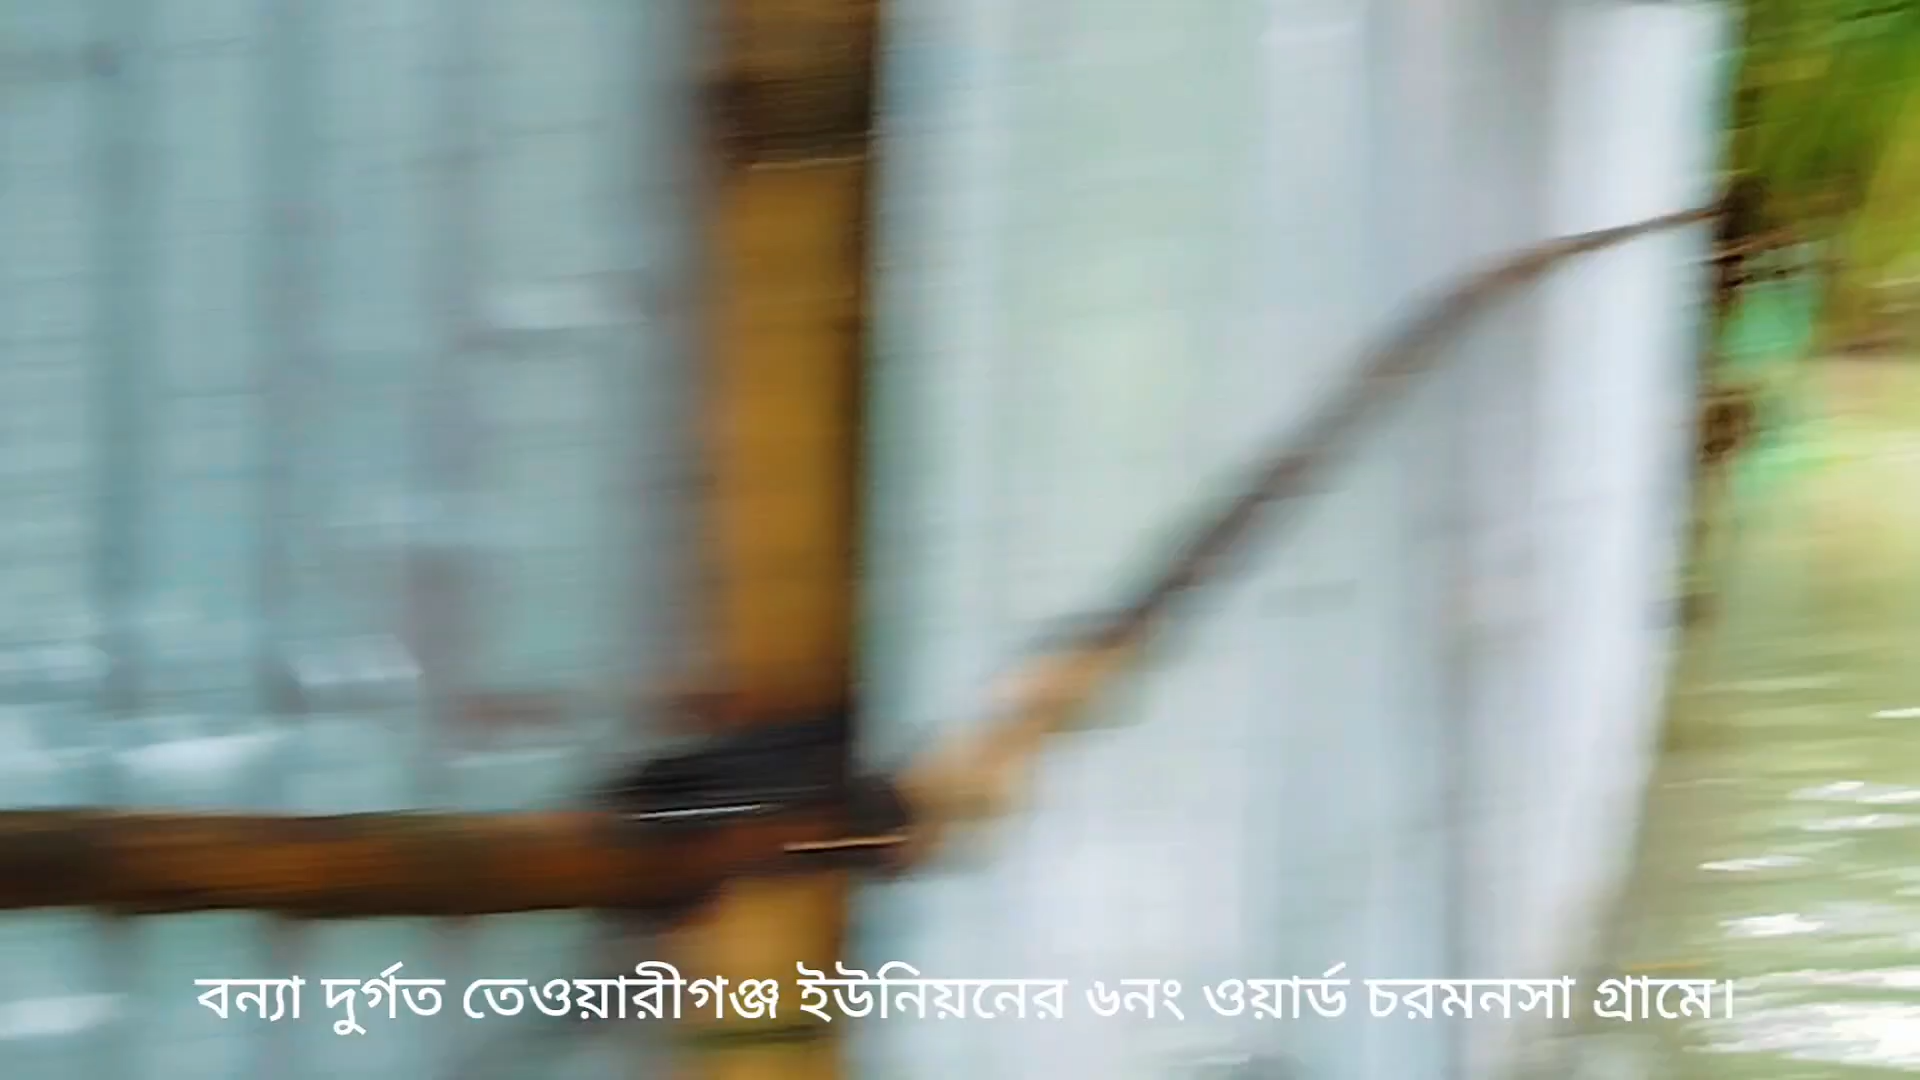 বন্যা দুর্গত তেওয়ারীগঞ্জ ইউনিয়নের ৬নং ওয়ার্ড চরমনসা গ্রামে।